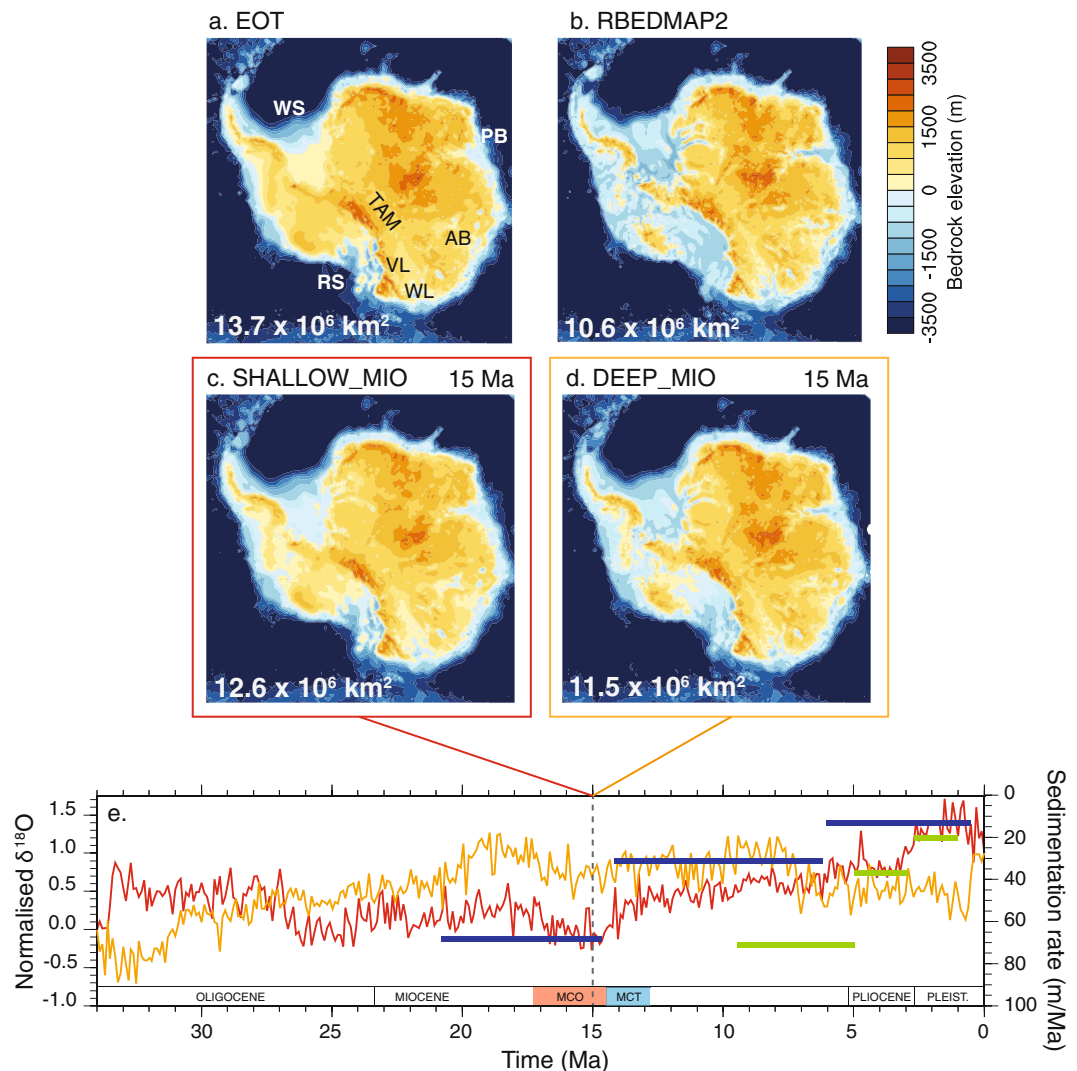 a. EOT
b. RBEDMAP2
WS
PB
TAM
AB
VL
RS
WL
13.7 x 10⁶ km²
10.6 x 10⁶ km²
3500
1500
0
-1500
-3500
Bedrock elevation (m)
c. SHALLOW_MIO 15 Ma
d. DEEP_MIO 15 Ma
12.6 x 10⁶ km²
11.5 x 10⁶ km²
e.
Normalised δ¹⁸O
1.5
1.0
0.5
0.0
-0.5
-1.0
0
20
40
60
80
100
Sedimentation rate (m/Ma)
OLIGOCENE MIOCENE MCO MCT PLIOCENE PLEIST.
30 25 20 15 10 5 0
Time (Ma)